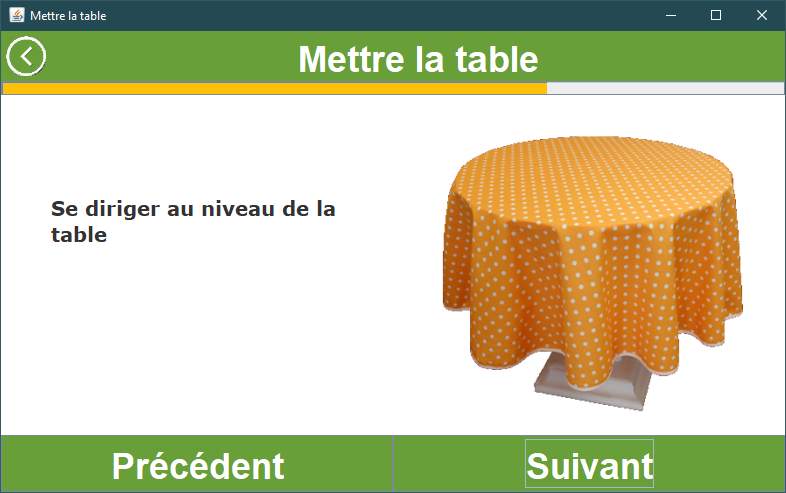 Mettre la table
Mettre la table
Se diriger au niveau de la
table
Précédent
Suivant